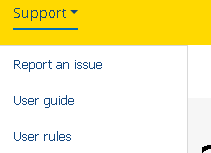 Support
Report an issue
User guide
User rules